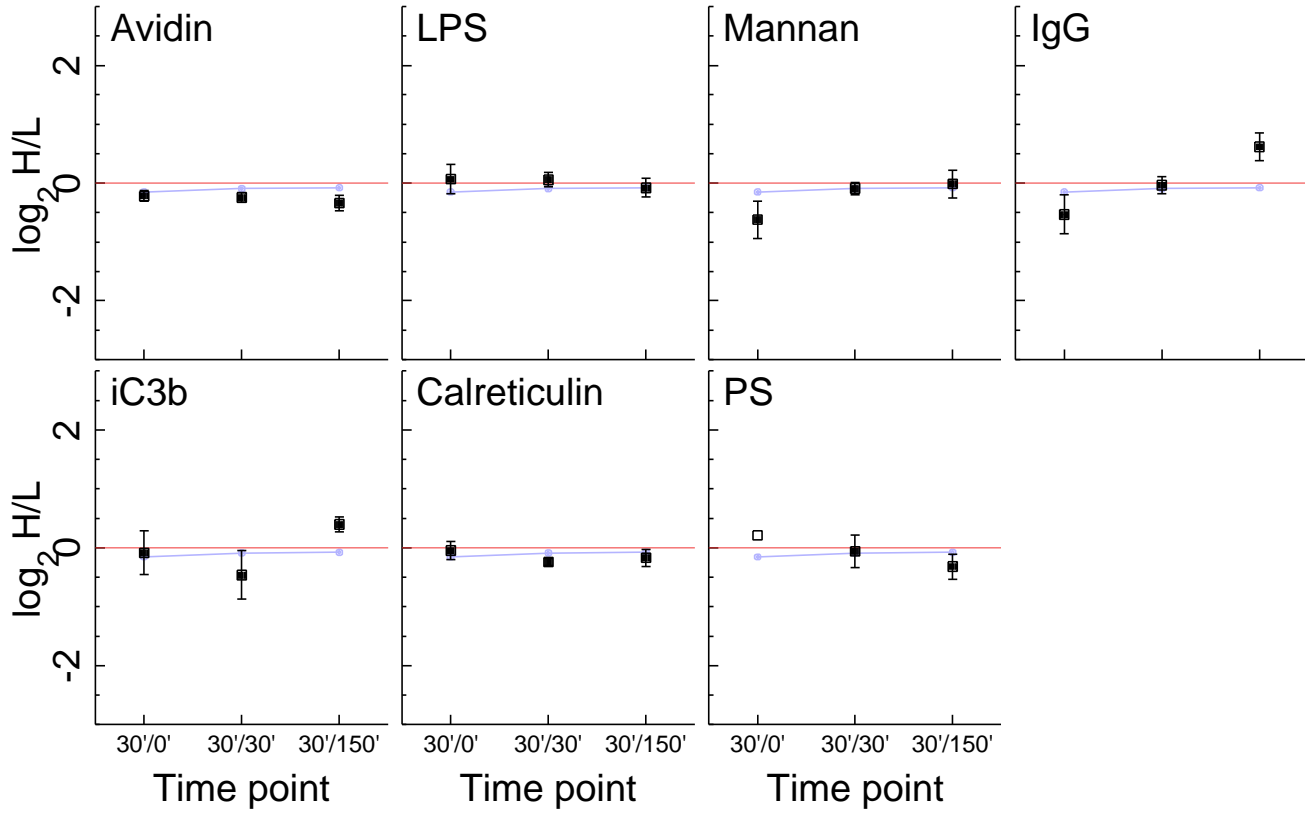 Avidin
LPS
Mannan
IgG
2
0
-2
log2 H/L
iC3b
Calreticulin
PS
2
0
-2
log2 H/L
30'/0' 30'/30' 30'/150'
30'/0' 30'/30' 30'/150'
30'/0' 30'/30' 30'/150'
Time point
Time point
Time point